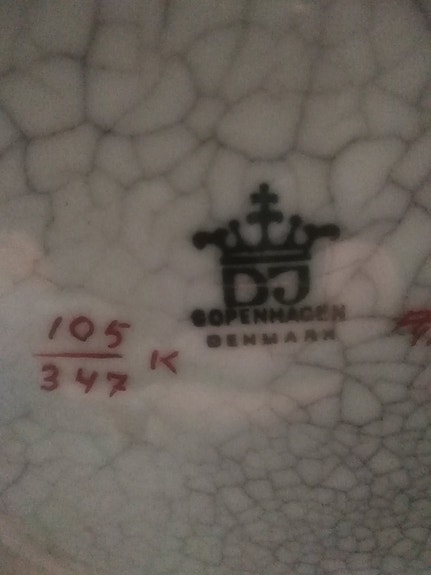 DJ
COPENHAGEN
DENMARK
105
347 K